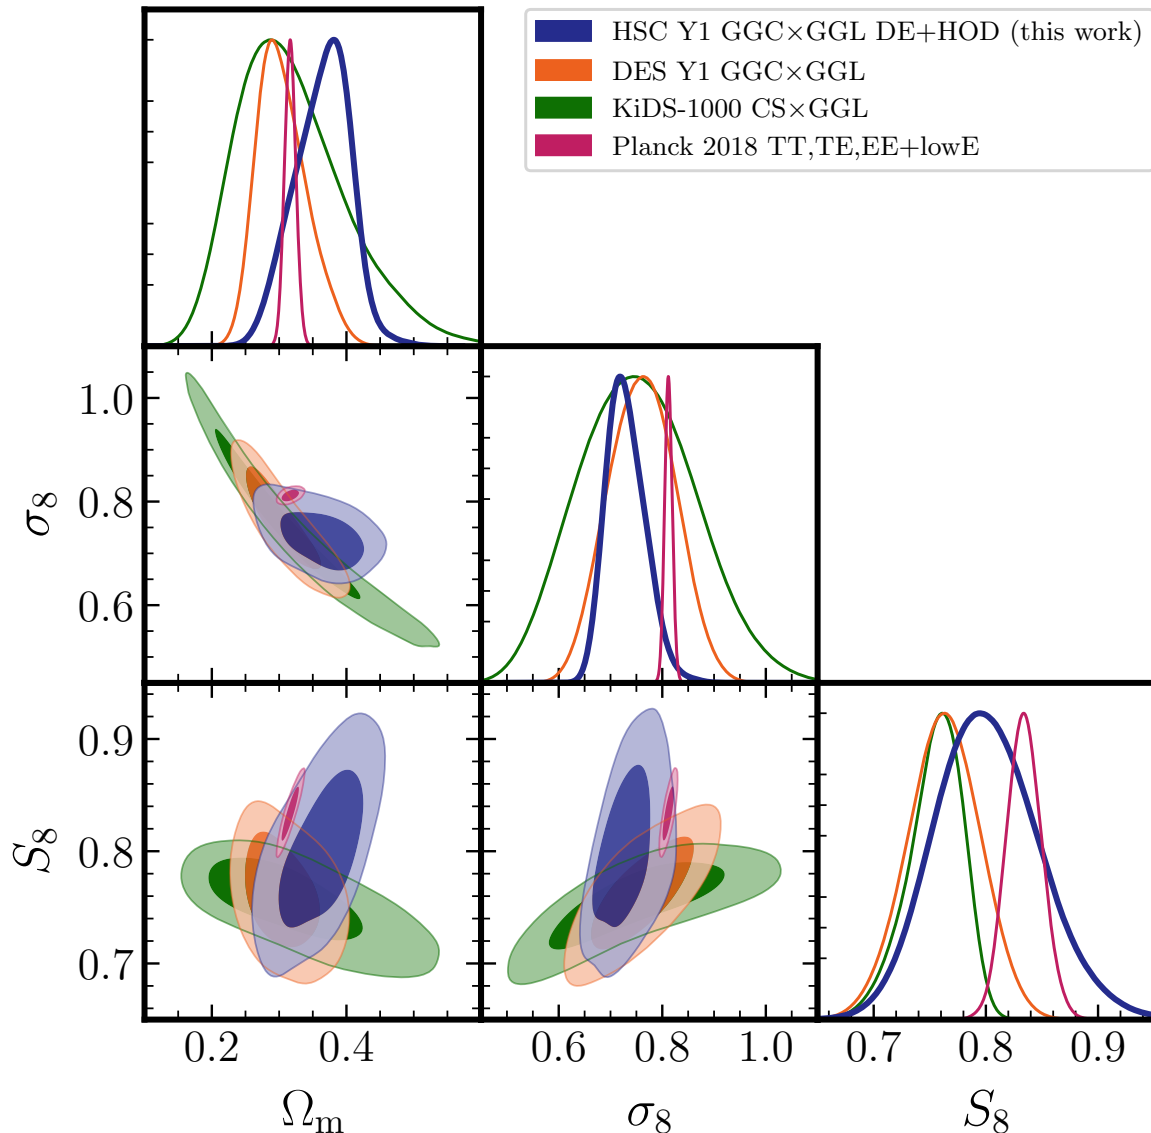 HSC Y1 GGC×GGL DE+HOD (this work)
DES Y1 GGC×GGL
KiDS-1000 CS×GGL
Planck 2018 TT,TE,EE+lowE
1.0
0.8
0.6
σ₈
0.9
0.8
0.7
S₈
0.2 0.4 0.6 0.8 1.0 0.7 0.8 0.9
Ωₘ σ₈ S₈